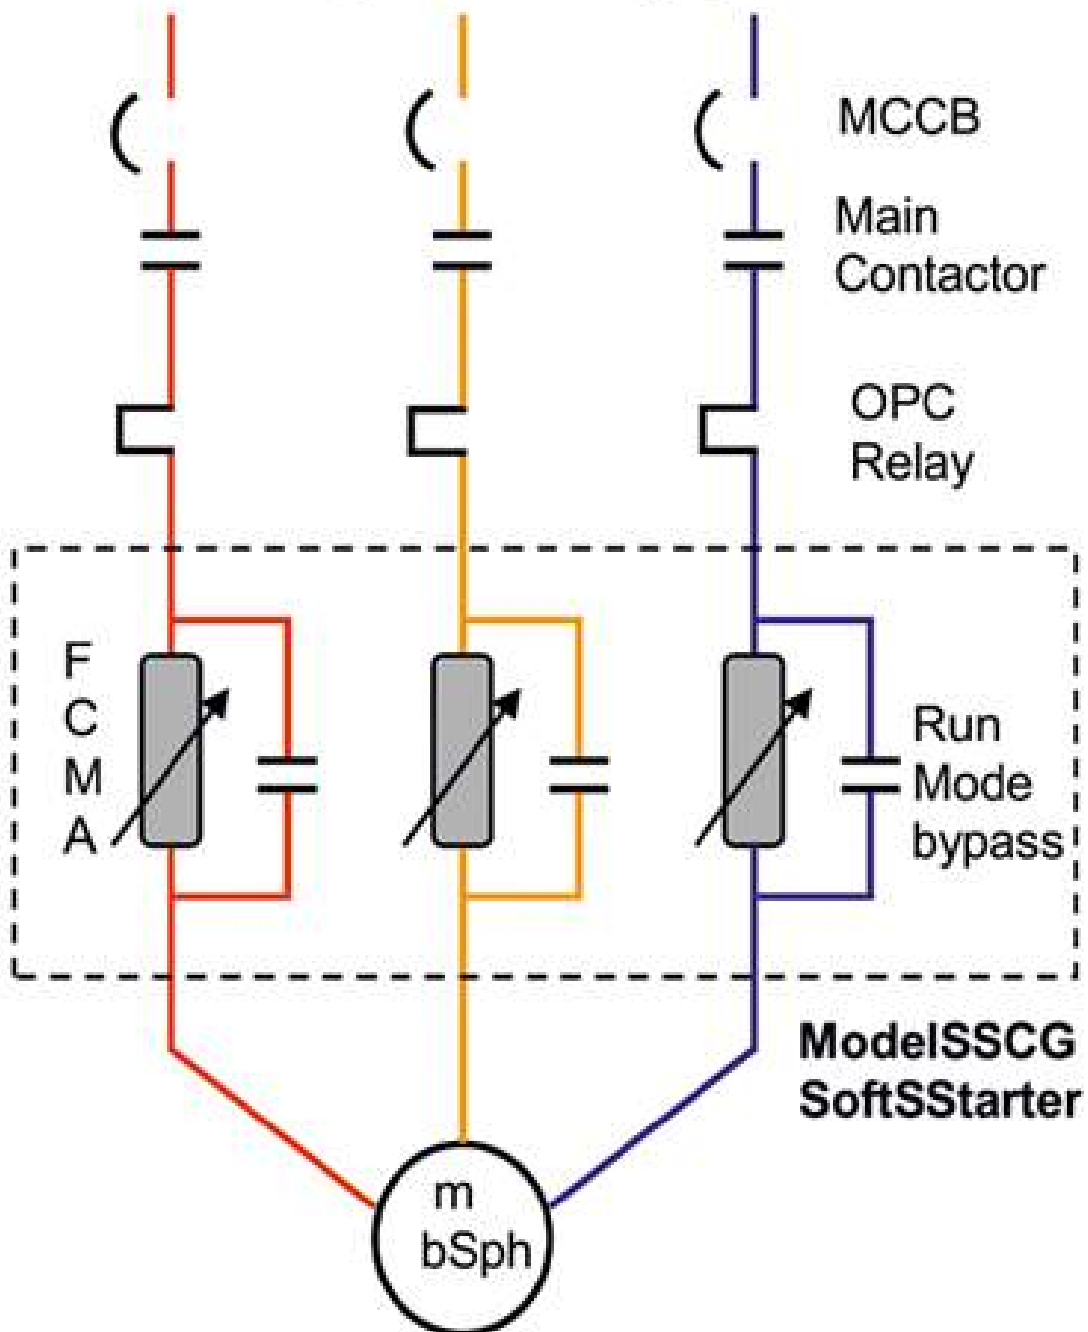 MCCB
Main
Contactor
OPC
Relay
F
C
M
A
Run
Mode
bypass
ModelSSCG
SoftSStarter
m
bSph